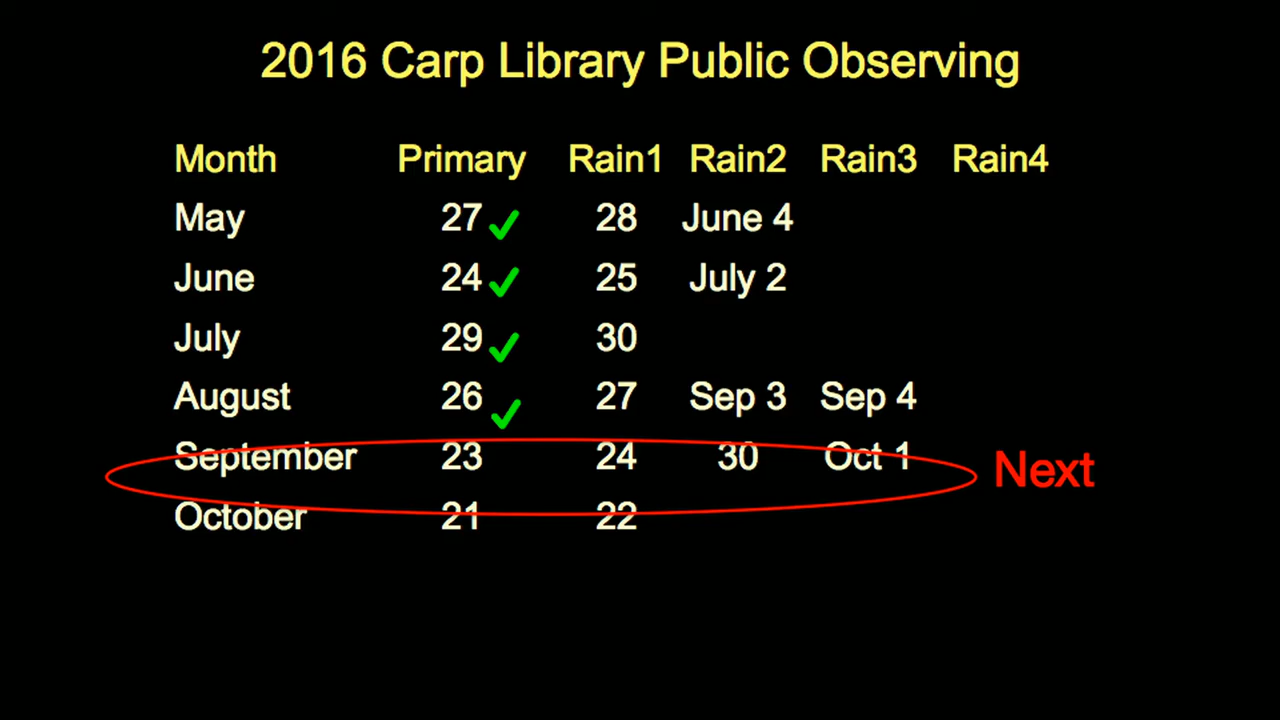 2016 Carp Library Public Observing
Month Primary Rain1 Rain2 Rain3 Rain4
May 27 28 June 4
June 24 25 July 2
July 29 30
August 26 27 Sep 3 Sep 4
September 23 24 30 Oct 1 Next
October 21 22